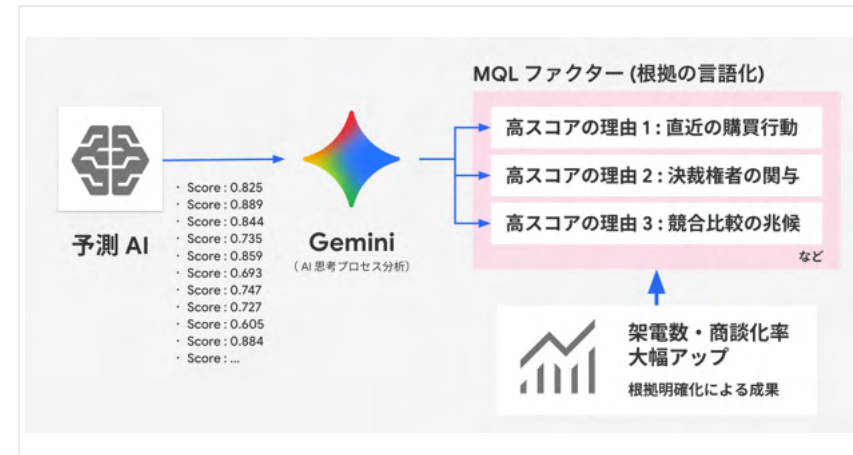 MQL ファクター (根拠の言語化)
予測 AI
· Score : 0.825
· Score : 0.889
· Score : 0.844
· Score : 0.735
· Score : 0.859
· Score : 0.693
· Score : 0.747
· Score : 0.727
· Score : 0.605
· Score : 0.884
· Score : ...
Gemini
( AI 思考プロセス分析)
高スコアの理由 1 : 直近の購買行動
高スコアの理由 2 : 決裁権者の関与
高スコアの理由 3 : 競合比較の兆候
など
架電数・商談化率
大幅アップ
根拠明確化による成果